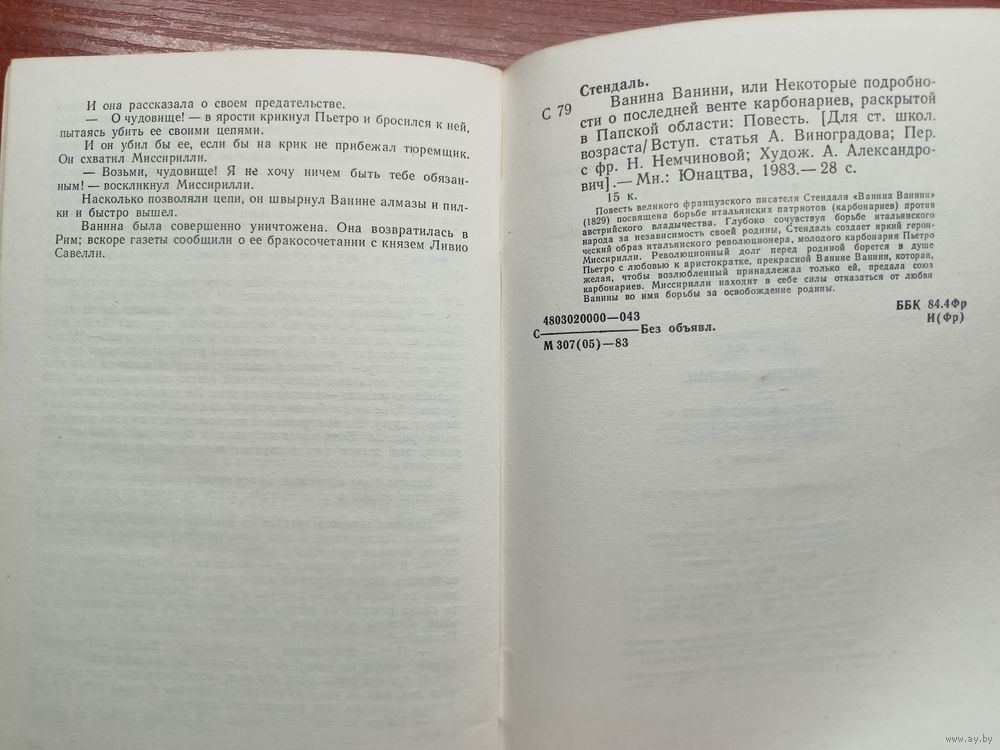 И она рассказала о своем предательстве.
— О чудовище! — в ярости крикнул Пьетро и бросился к ней,
пытаясь убить ее своими цепями.
И он убил бы ее, если бы на крик не прибежал тюремщик.
Он схватил Миссирилли.
— Возьми, чудовище! Я не хочу ничем быть тебе обязан-
ным! — воскликнул Миссирилли.
Насколько позволяли цепи, он швырнул Ванине алмазы и пил-
ки и быстро вышел.
Ванина была совершенно уничтожена. Она возвратилась в
Рим; вскоре газеты сообщили о ее бракосочетании с князем Ливио
Савелли.
Стендаль.
С 79
Ванина Ванини, или Некоторые подробно-
сти о последней венте карбонариев, раскрытой
в Папской области: Повесть. [Для ст. школ.
возраста/Вступ. статья А. Виноградова; Пер.
с фр. Н. Немчиновой; Худож. А. Александро-
вич].— Мн.: Юнацтва, 1983.— 28 с.
15 к.
Повесть великого французского писателя Стендаля «Ванина Ванини»
(1829) посвящена борьбе итальянских патриотов (карбонариев) против
австрийского владычества. Глубоко сочувствуя борьбе итальянского
народа за независимость своей родины, Стендаль создает яркий герои-
ческий образ итальянского революционера, молодого карбонария Пьетро
Миссирилли. Революционный долг перед родиной борется в душе
Пьетро с любовью к аристократке, прекрасной Ванине Ванини, которая,
желая, чтобы возлюбленный принадлежал только ей, предала союз
карбонариев. Миссирилли находит в себе силы отказаться от любви
Ванины во имя борьбы за освобождение родины.
4803020000—043
С Без объявл.
М 307(05)—83
ББК 84.4Фр
И(Фр)
www.ay.by